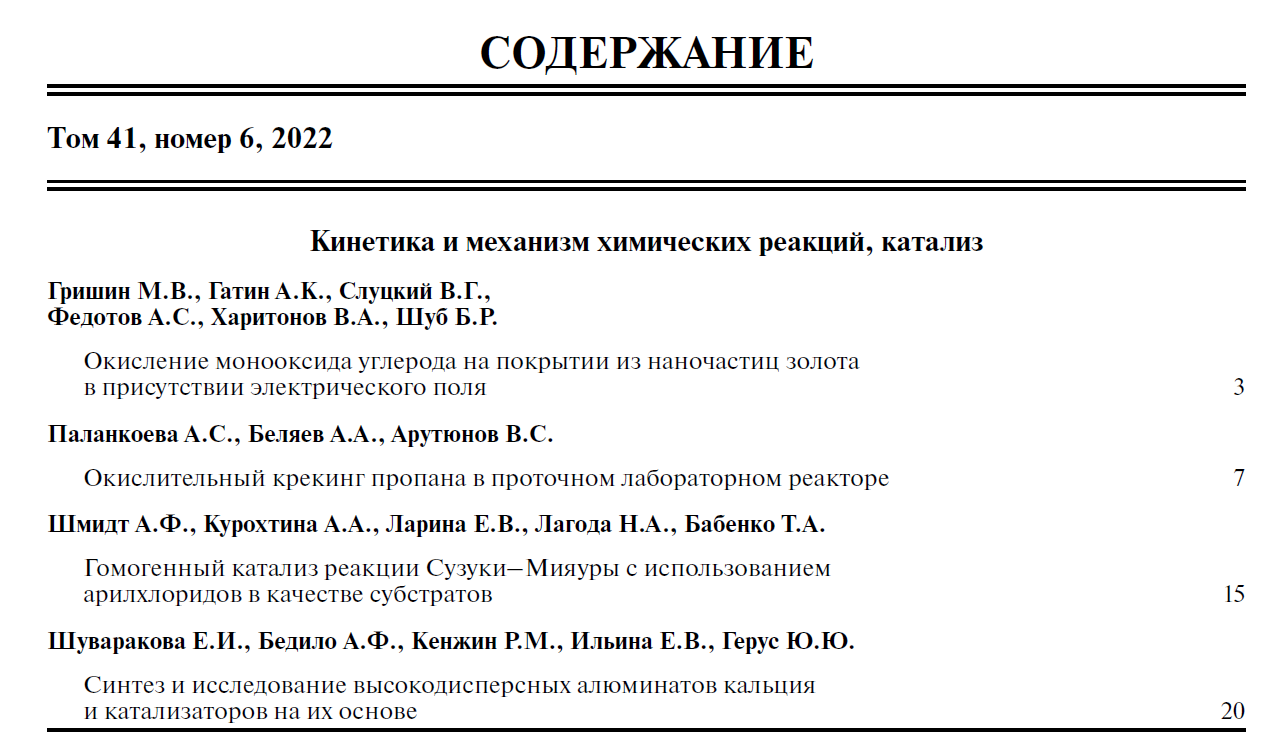 СОДЕРЖАНИЕ
Том 41, номер 6, 2022
Кинетика и механизм химических реакций, катализ
Гришин М.В., Гатин А.К., Слуцкий В.Г.,
Федотов А.С., Харитонов В.А., Шуб Б.Р.
Окисление монооксида углерода на покрытии из наночастиц золота
в присутствии электрического поля 3
Паланкоева А.С., Беляев А.А., Арутюнов В.С.
Окислительный крекинг пропана в проточном лабораторном реакторе 7
Шмидт А.Ф., Курохтина А.А., Ларина Е.В., Лагода Н.А., Бабенко Т.А.
Гомогенный катализ реакции Сузуки–Мияуры с использованием
арилхлоридов в качестве субстратов 15
Шуваракова Е.И., Бедило А.Ф., Кенжин Р.М., Ильина Е.В., Герус Ю.Ю.
Синтез и исследование высокодисперсных алюминатов кальция
и катализаторов на их основе 20